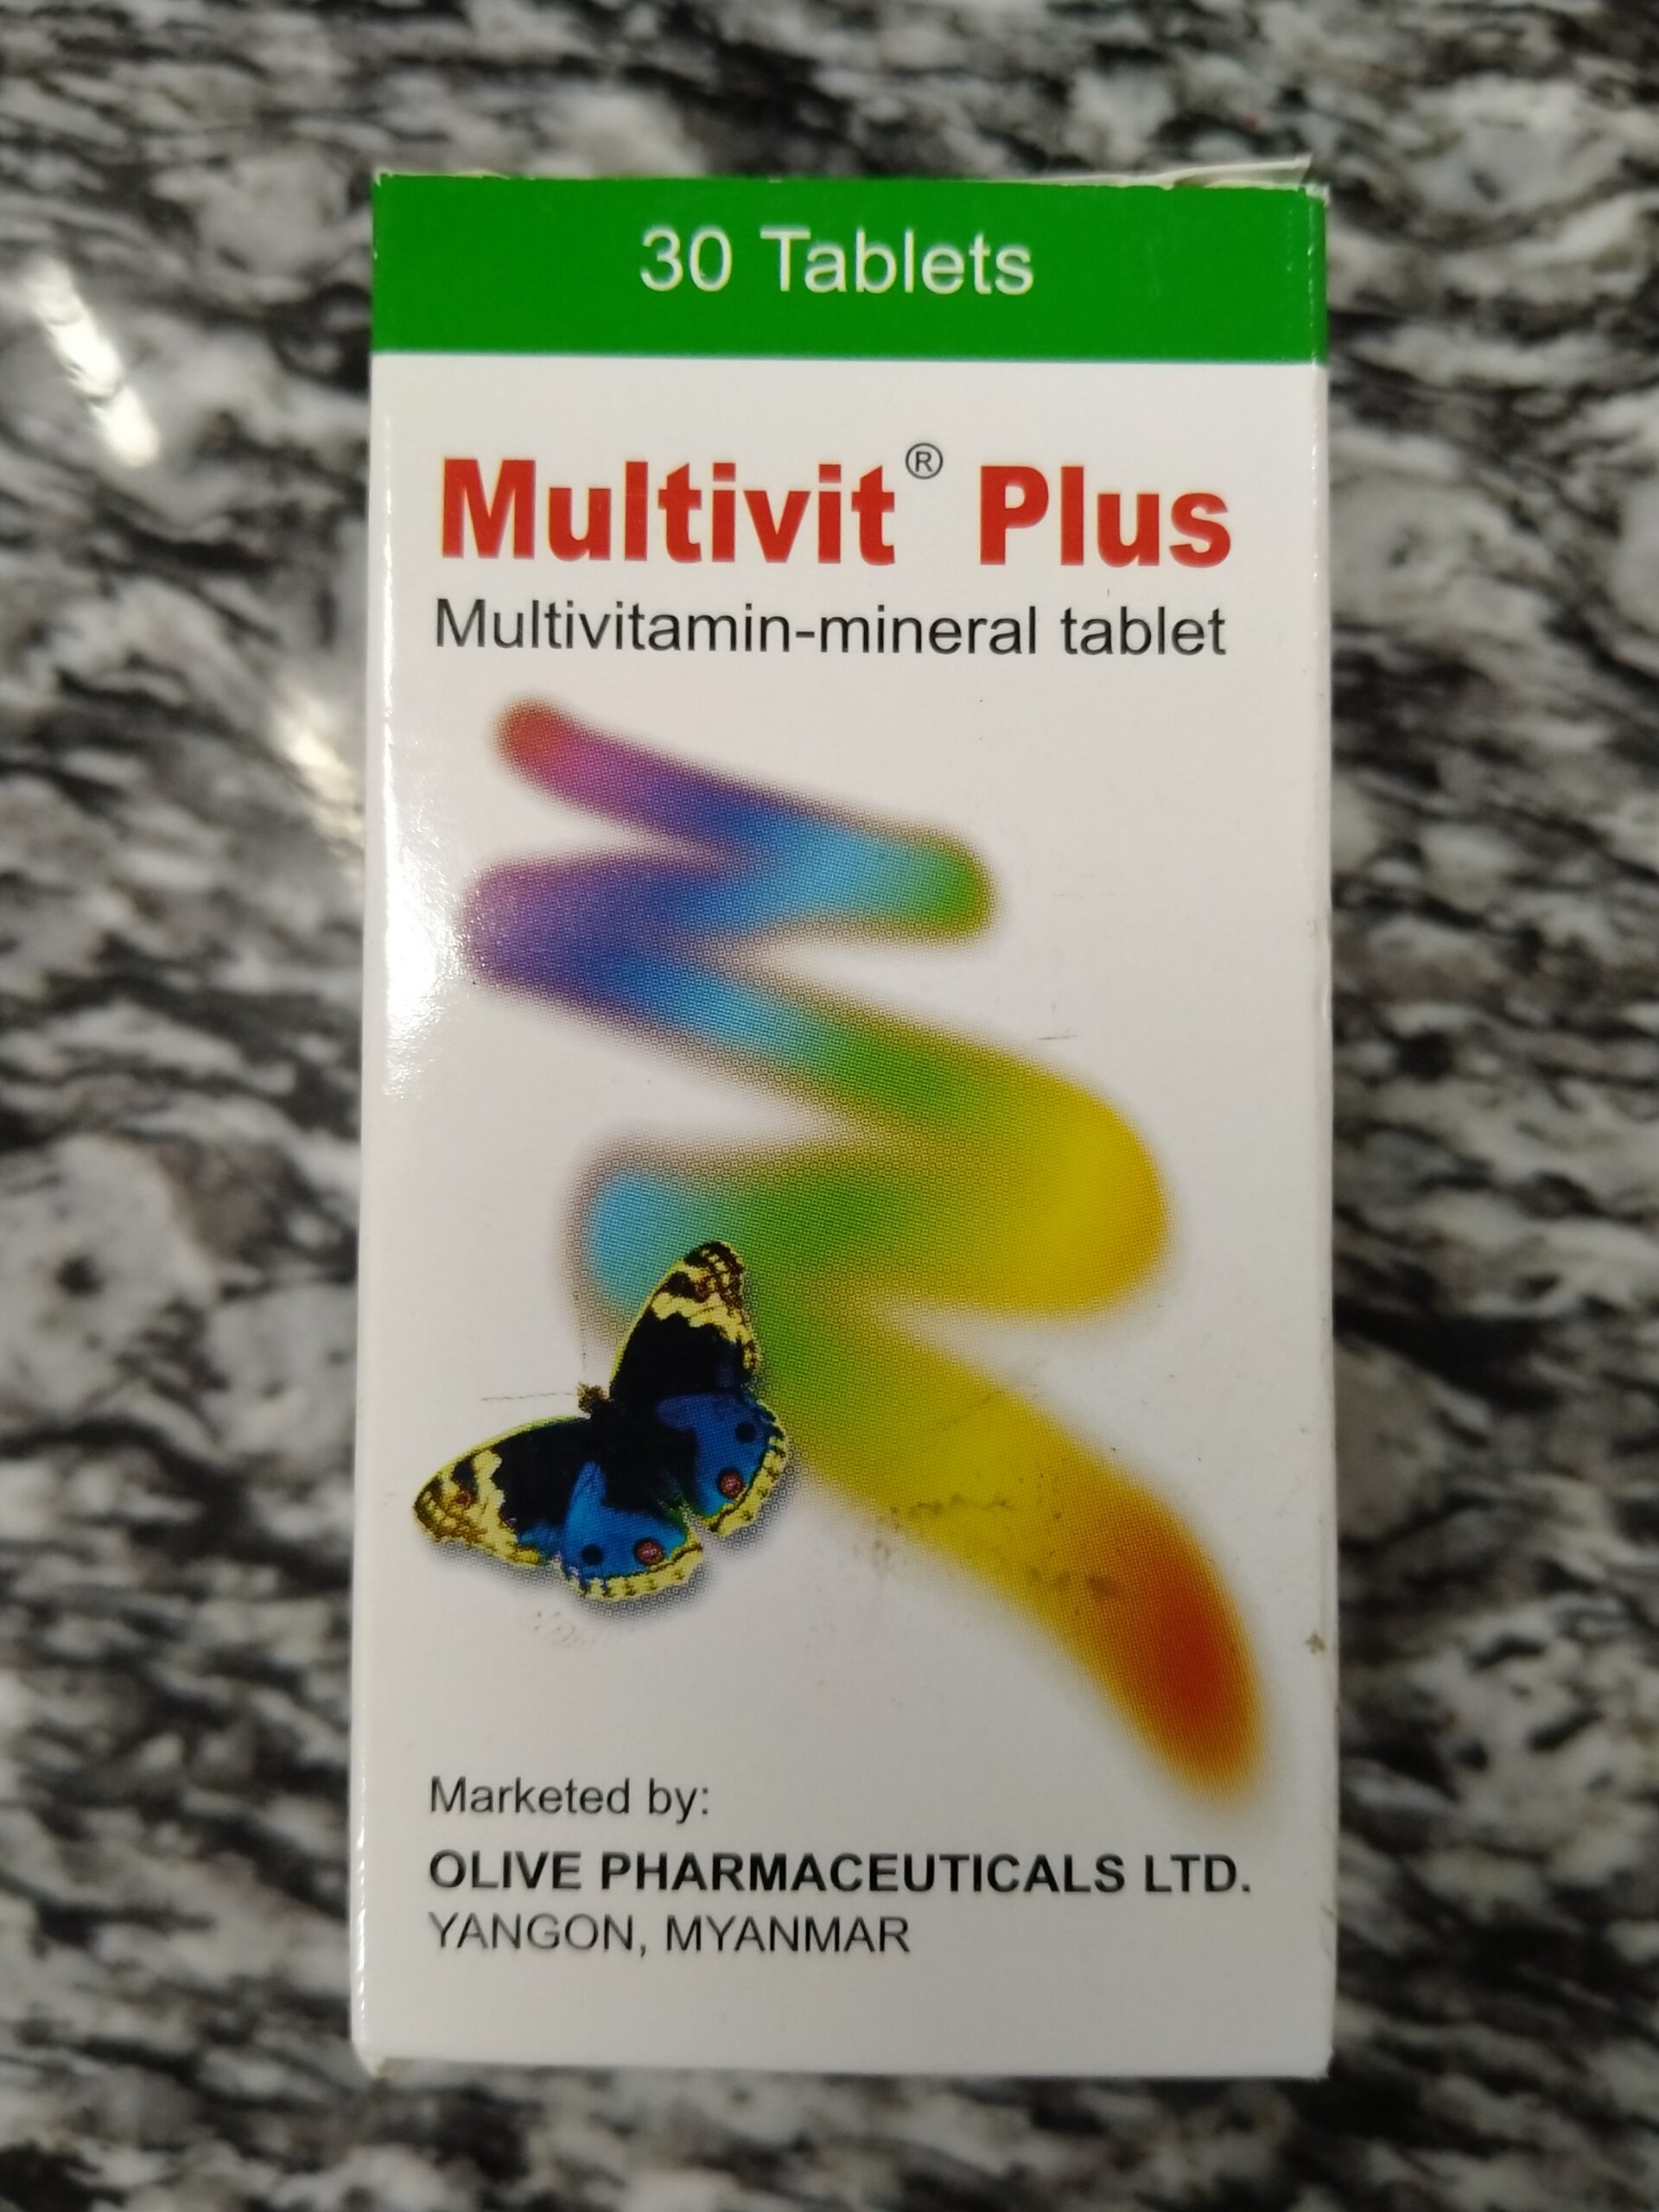 30 Tablets
Multivit® Plus
Multivitamin-mineral tablet
Marketed by:
OLIVE PHARMACEUTICALS LTD.
YANGON, MYANMAR